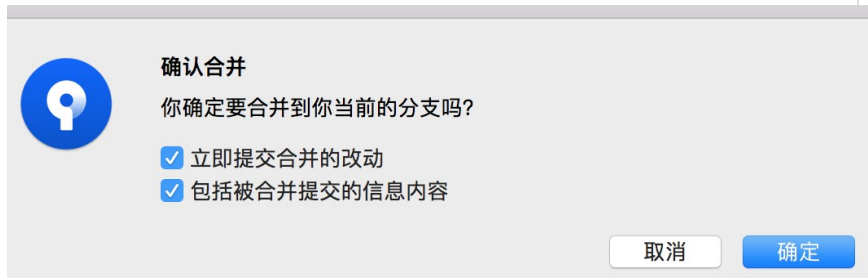 确认合并
你确定要合并到你当前的分支吗?
立即提交合并的改动
包括被合并提交的信息内容
取消
确定